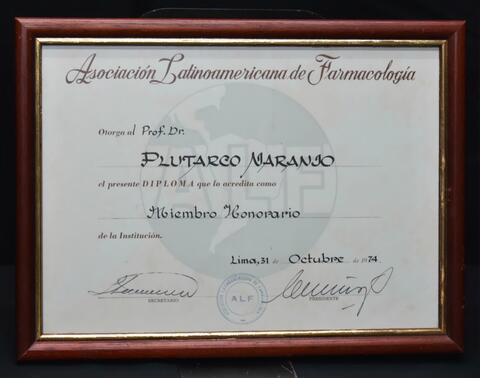 Asociación Latinoamericana de Farmacología
ALF
Otorga al Prof. Dr.
PLUTARCO NARANJO
el presente DIPLOMA que lo acredita como
Miembro Honorario
de la Institución.
Lima, 31 de Octubre de 1974
SECRETARIO
ALF
PRESIDENTE